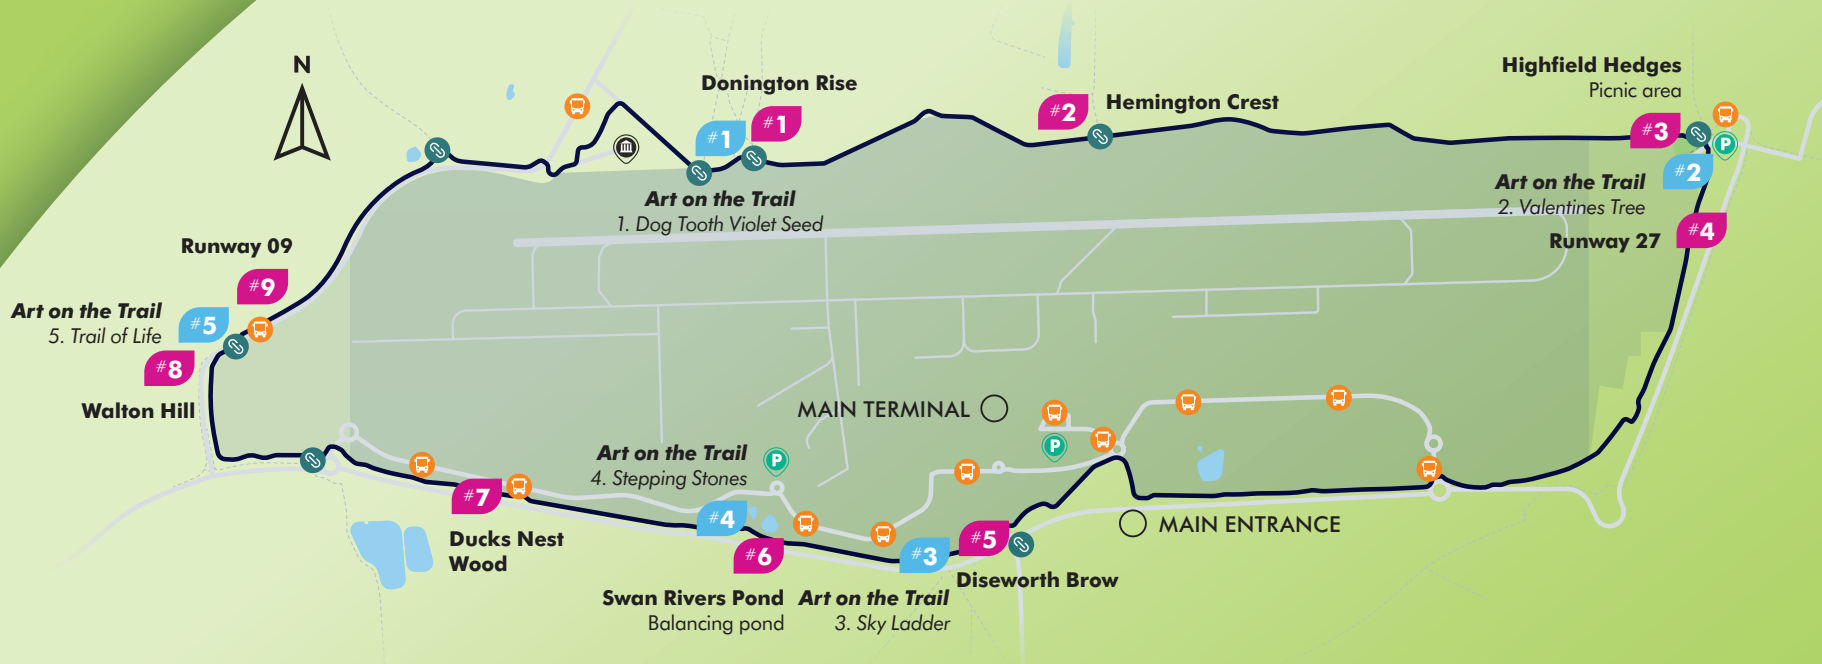 N
Donington Rise
#1
#1
Art on the Trail
1. Dog Tooth Violet Seed
#2
Hemington Crest
Highfield Hedges
Picnic area
#3
P
#2
Art on the Trail
2. Valentines Tree
Runway 27
#4
Runway 09
#9
Art on the Trail
5. Trail of Life
#5
#8
Walton Hill
MAIN TERMINAL
P
Art on the Trail
4. Stepping Stones
P
#7
Ducks Nest
Wood
#4
#6
Swan Rivers Pond
Balancing pond
#3
Art on the Trail
3. Sky Ladder
#5
Diseworth Brow
MAIN ENTRANCE